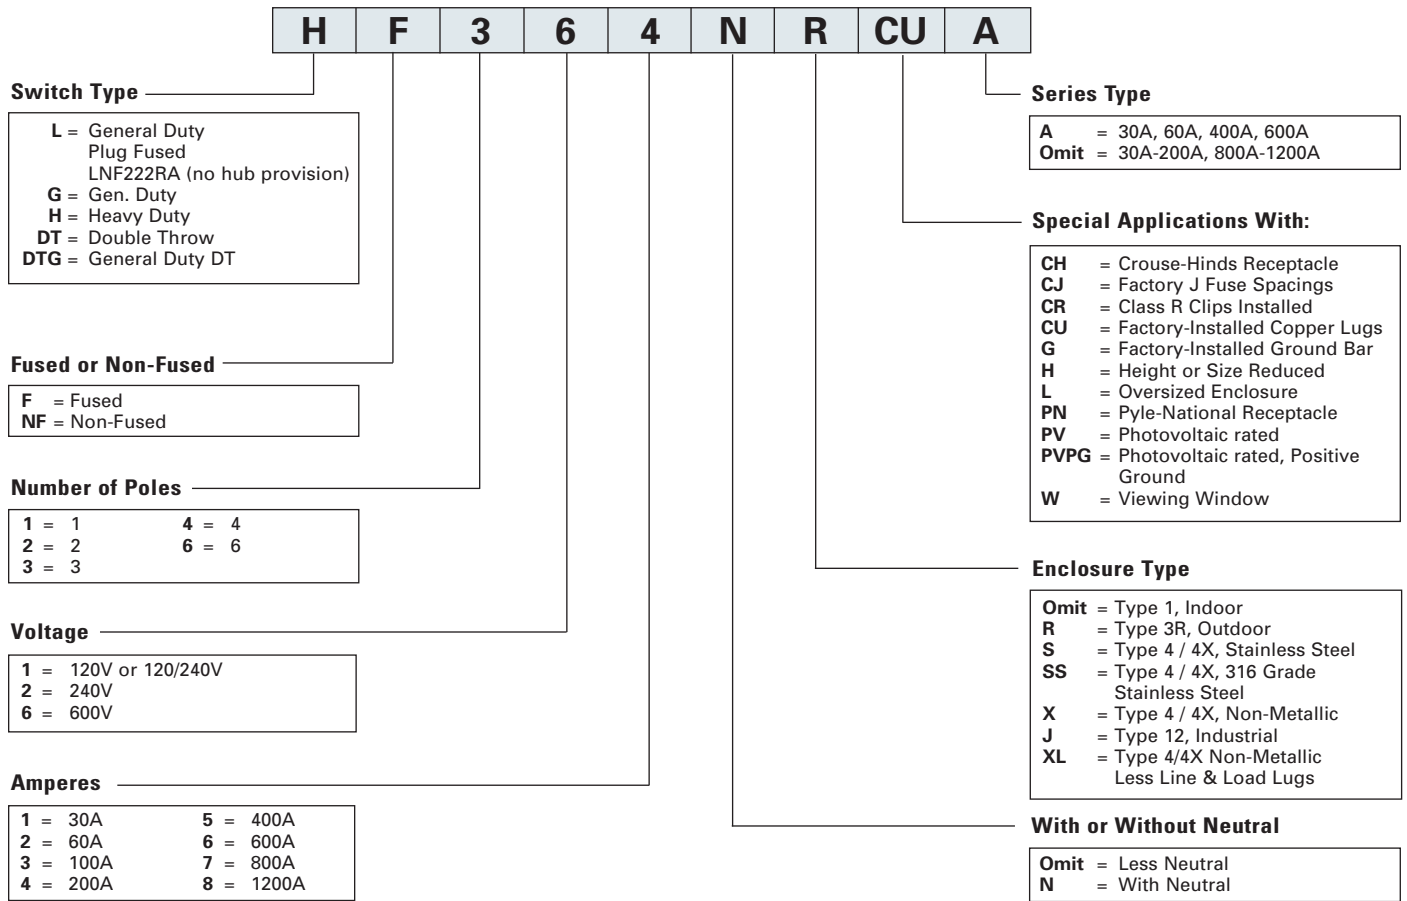 H F 3 6 4 N R CU A
Switch Type
L = General Duty
Plug Fused
LNF222RA (no hub provision)
G = Gen. Duty
H = Heavy Duty
DT = Double Throw
DTG = General Duty DT
Fused or Non-Fused
F = Fused
NF = Non-Fused
Number of Poles
1 = 1 4 = 4
2 = 2 6 = 6
3 = 3
Voltage
1 = 120V or 120/240V
2 = 240V
6 = 600V
Amperes
1 = 30A 5 = 400A
2 = 60A 6 = 600A
3 = 100A 7 = 800A
4 = 200A 8 = 1200A
Series Type
A = 30A, 60A, 400A, 600A
Omit = 30A-200A, 800A-1200A
Special Applications With:
CH = Crouse-Hinds Receptacle
CJ = Factory J Fuse Spacings
CR = Class R Clips Installed
CU = Factory-Installed Copper Lugs
G = Factory-Installed Ground Bar
H = Height or Size Reduced
L = Oversized Enclosure
PN = Pyle-National Receptacle
PV = Photovoltaic rated
PVPG = Photovoltaic rated, Positive
Ground
W = Viewing Window
Enclosure Type
Omit = Type 1, Indoor
R = Type 3R, Outdoor
S = Type 4 / 4X, Stainless Steel
SS = Type 4 / 4X, 316 Grade
Stainless Steel
X = Type 4 / 4X, Non-Metallic
J = Type 12, Industrial
XL = Type 4/4X Non-Metallic
Less Line & Load Lugs
With or Without Neutral
Omit = Less Neutral
N = With Neutral